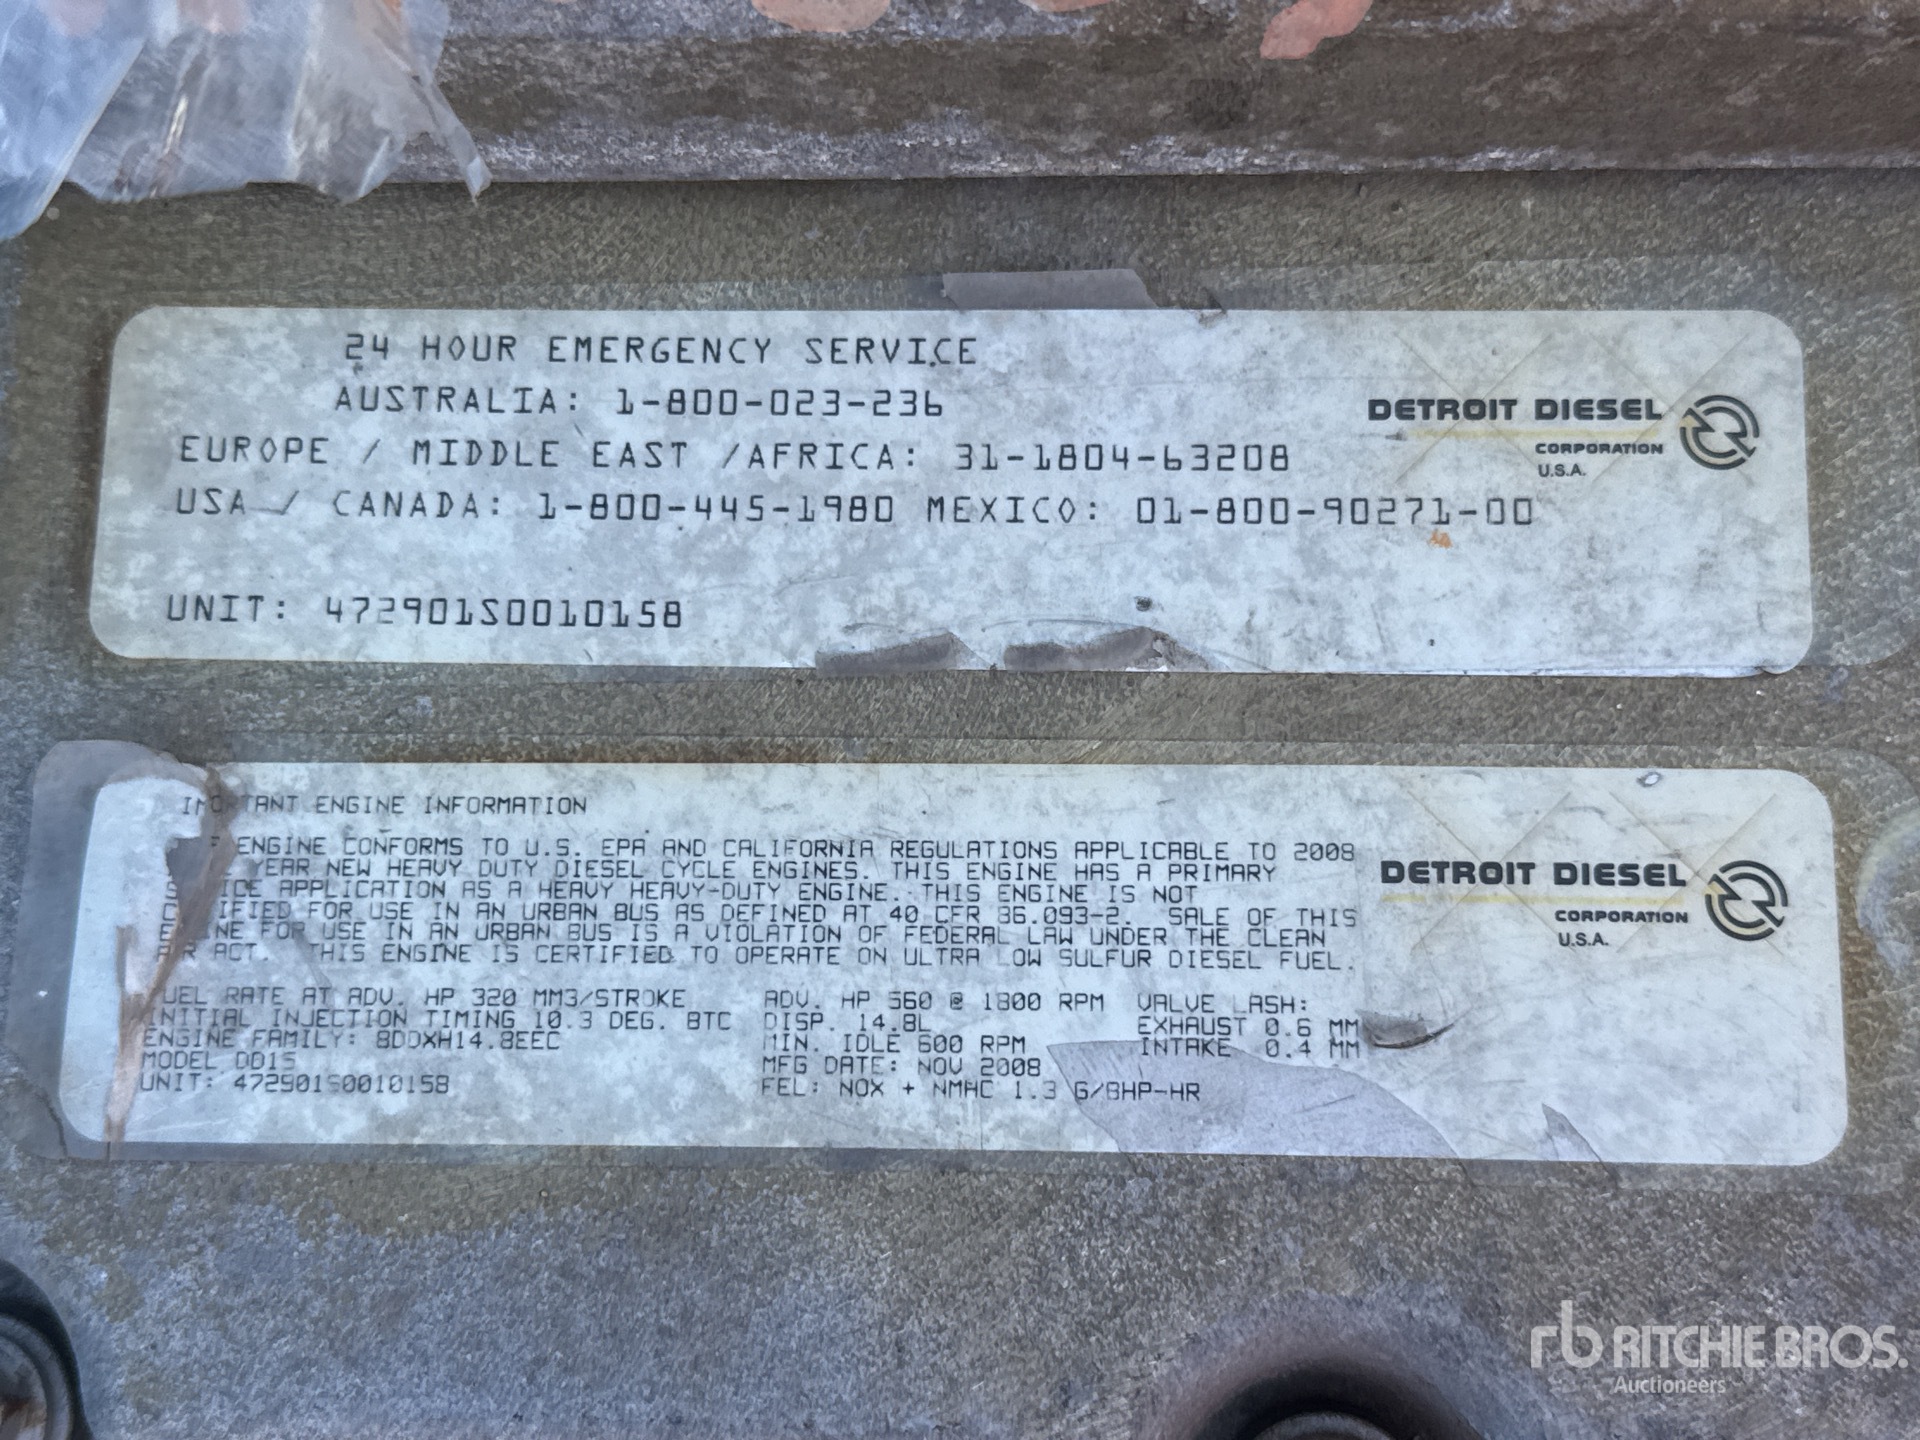 24 HOUR EMERGENCY SERVICE
AUSTRALIA: 1-800-023-236
EUROPE / MIDDLE EAST /AFRICA: 31-1804-63208
USA / CANADA: 1-800-445-1980 MEXICO: 01-800-90271-00
UNIT: 472901S0010158
DETROIT DIESEL
CORPORATION
U.S.A.
ENGINE INFORMATION
ENGINE CONFORMS TO U.S. EPA AND CALIFORNIA REGULATIONS APPLICABLE TO 2008
YEAR NEW HEAVY DUTY DIESEL CYCLE ENGINES. THIS ENGINE HAS A PRIMARY
APPLICATION AS A HEAVY HEAVY-DUTY ENGINE. THIS ENGINE IS NOT
FOR USE IN AN URBAN BUS AS DEFINED AT 40 CFR 86.093-2. SALE OF THIS
FOR USE IN AN URBAN BUS IS A VIOLATION OF FEDERAL LAW UNDER THE CLEAN
ACT. THIS ENGINE IS CERTIFIED TO OPERATE ON ULTRA LOW SULFUR DIESEL FUEL.
FUEL RATE AT ADV. HP 320 MM3/STROKE
INITIAL INJECTION TIMING 10.3 DEG. BTC
ENGINE FAMILY: 8DDXH14.8EEC
MODEL DD15
UNIT: 472901S0010158
ADV. HP 560 @ 1800 RPM
DISP. 14.8L
MIN. IDLE 600 RPM
MFG DATE: NOV 2008
FEL: NOX + NMHC 1.3 G/BHP-HR
VALVE LASH:
EXHAUST 0.6 MM
INTAKE 0.4 MM
DETROIT DIESEL
CORPORATION
U.S.A.
rb RITCHIE BROS.
Auctioneers